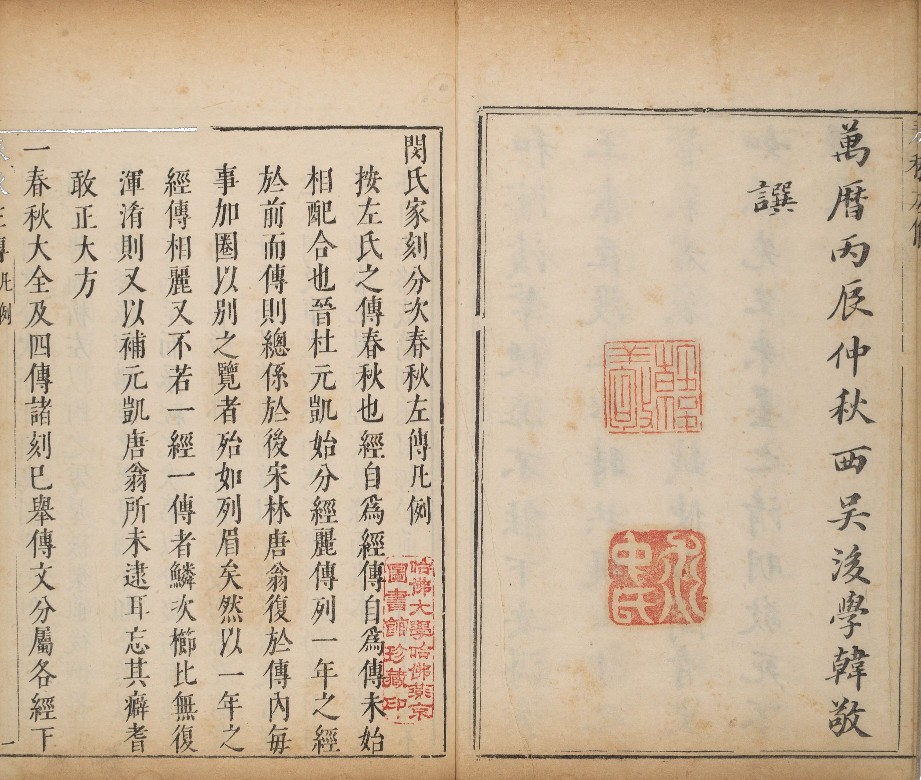 萬曆丙辰仲秋西吳後學韓敬
譔
閔氏家刻分次春秋左傳凡例
按左氏之傳春秋也經自爲經傳自爲傳未始
相配合也晉杜元凱始分經麗傳列一年之經
於前而傳則總係於後宋林唐翁復於傳內每
事加圈以別之覽者殆如列眉矣然以一年之
經傳相麗又不若一經一傳者鱗次櫛比無復
渾淆則又以補元凱唐翁所未逮耳忘其癖耆
敢正大方
一春秋大全及四傳諸刻巳舉傳文分屬各經下
哈佛大學哈佛燕京
圖書館珍藏印
凡例
一